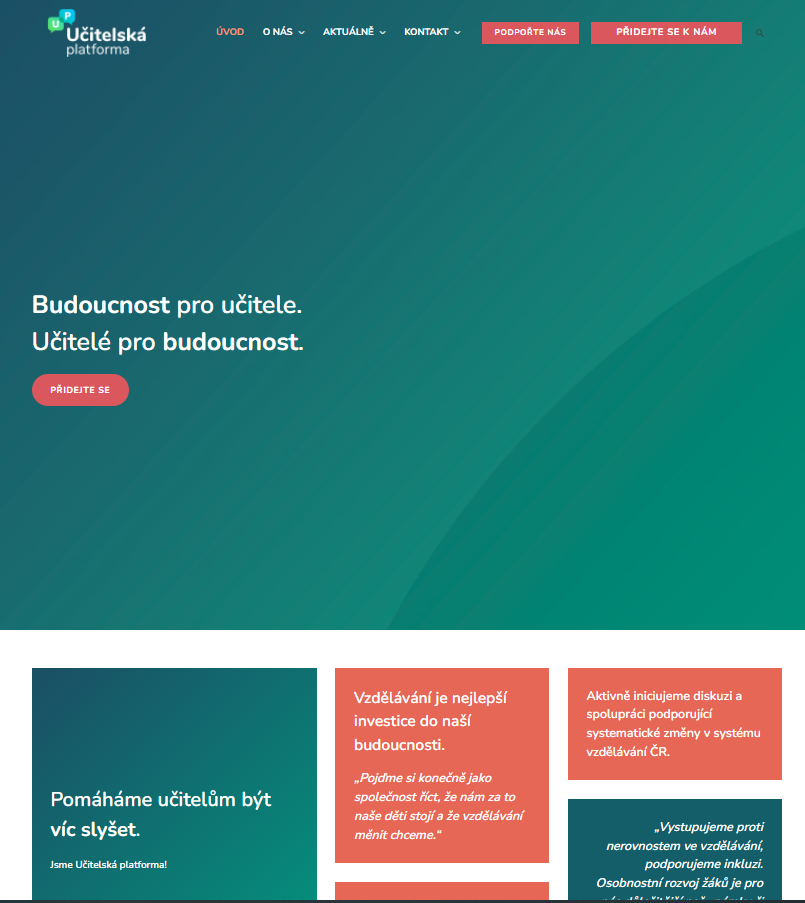 U P
Učitelská
platforma
ÚVOD O NÁS AKTUÁLNĚ KONTAKT PODPOŘTE NÁS PŘIDEJTE SE K NÁM
Budoucnost pro učitele.
Učitelé pro budoucnost.
PŘIDEJTE SE
Pomáháme učitelům být
víc slyšet.
Jsme Učitelská platforma!
Vzdělávání je nejlepší
investice do naší
budoucnosti.
„Pojďme si konečně jako
společnost říct, že nám za to
naše děti stojí a že vzdělávání
měnit chceme.“
Aktivně iniciujeme diskuzi a
spolupráci podporující
systematické změny v systému
vzdělávání ČR.
„Vystupujeme proti
nerovnostem ve vzdělávání,
podporujeme inkluzi.
Osobnostní rozvoj žáků je pro